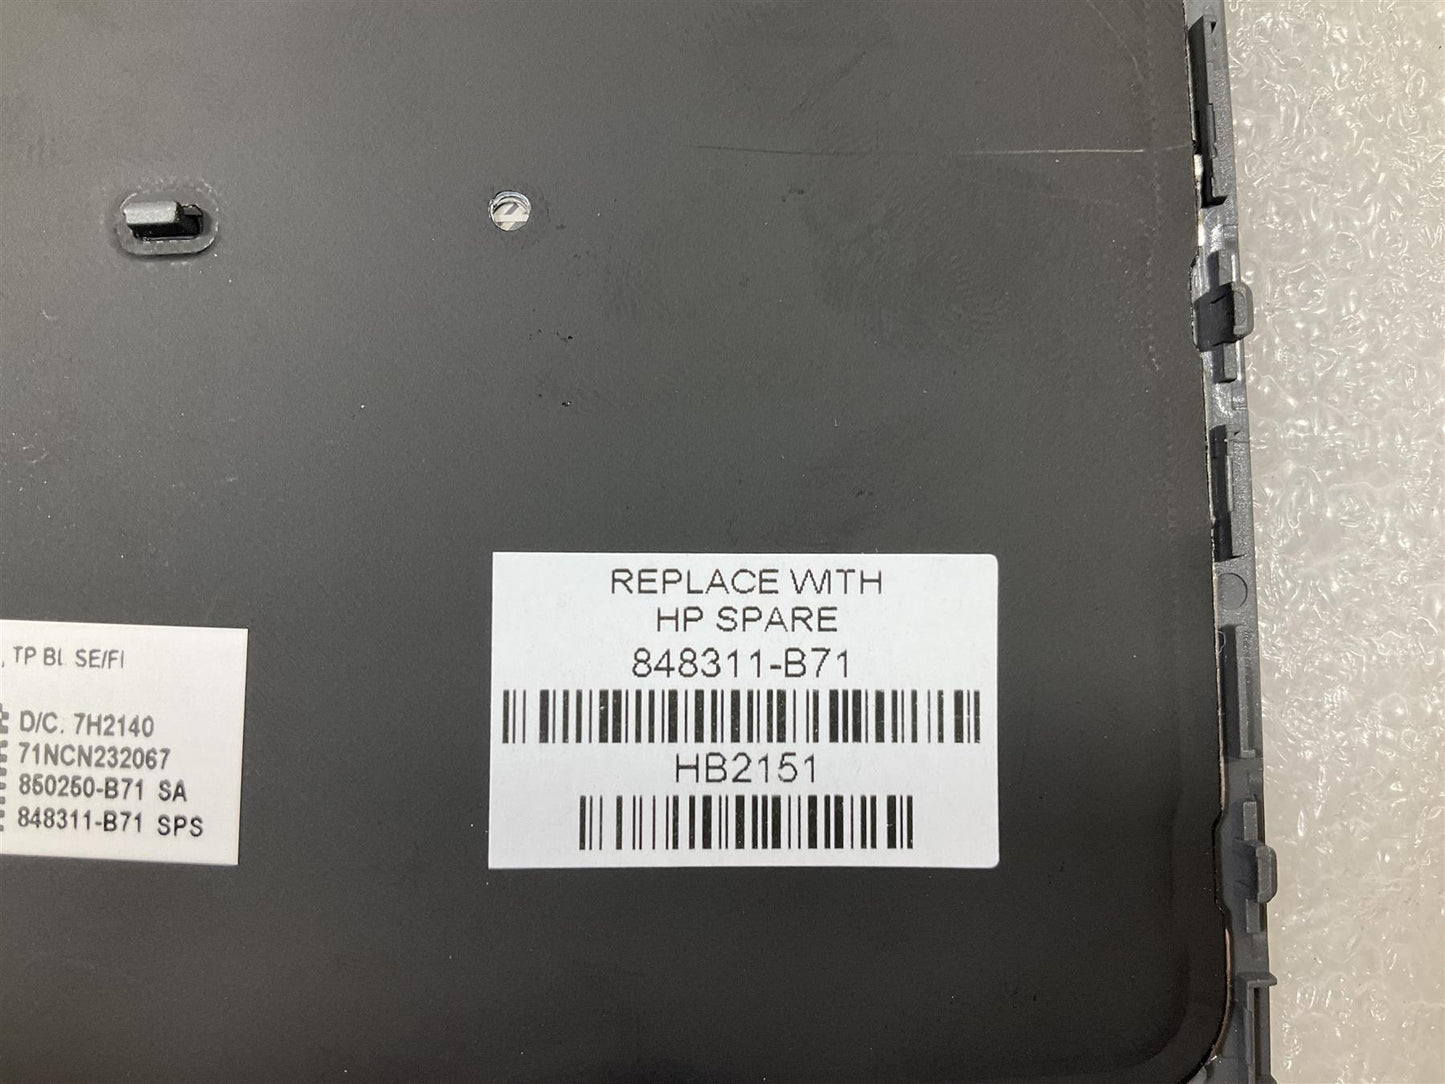 , TP BL SE/FI
D/C. 7H2140
71NCN232067
850250-B71 SA
848311-B71 SPS
REPLACE WITH
HP SPARE
848311-B71
HB2151